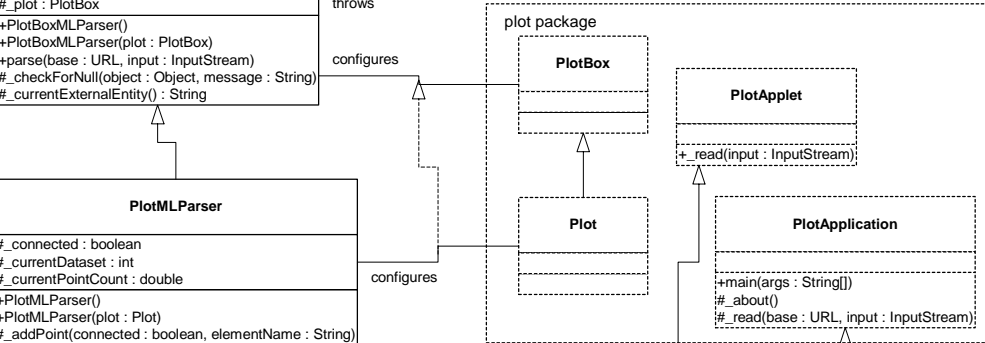 #_plot : PlotBox
+PlotBoxMLParser()
+PlotBoxMLParser(plot : PlotBox)
+parse(base : URL, input : InputStream)
#_checkForNull(object : Object, message : String)
#_currentExternalEntity() : String
throws
configures
plot package
PlotBox
PlotApplet
+_read(input : InputStream)
PlotMLParser
#_connected : boolean
#_currentDataset : int
#_currentPointCount : double
+PlotMLParser()
+PlotMLParser(plot : Plot)
#_addPoint(connected : boolean, elementName : String)
configures
Plot
PlotApplication
+main(args : String[])
#_about()
#_read(base : URL, input : InputStream)